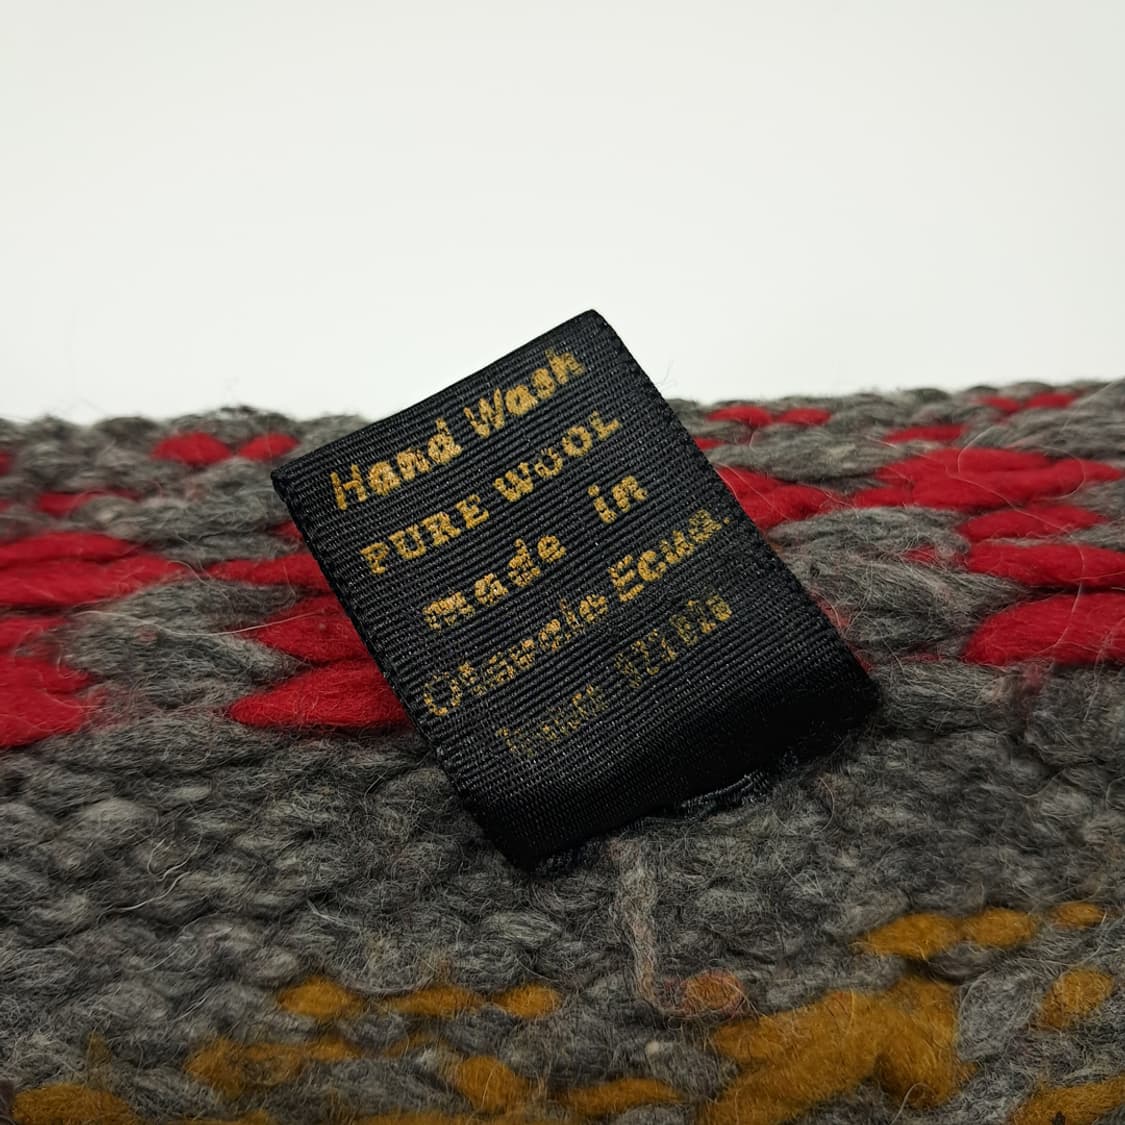 Hand Wash
PURE WOOL
made in
Otavalo-Ecua.